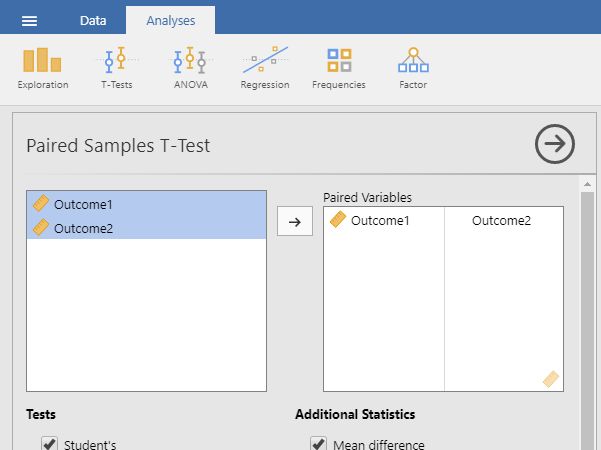 Data Analyses
Exploration T-Tests ANOVA Regression Frequencies Factor
Paired Samples T-Test
Paired Variables
Outcome1
Outcome2
Outcome1 Outcome2
Tests
Additional Statistics
Student's
Mean difference